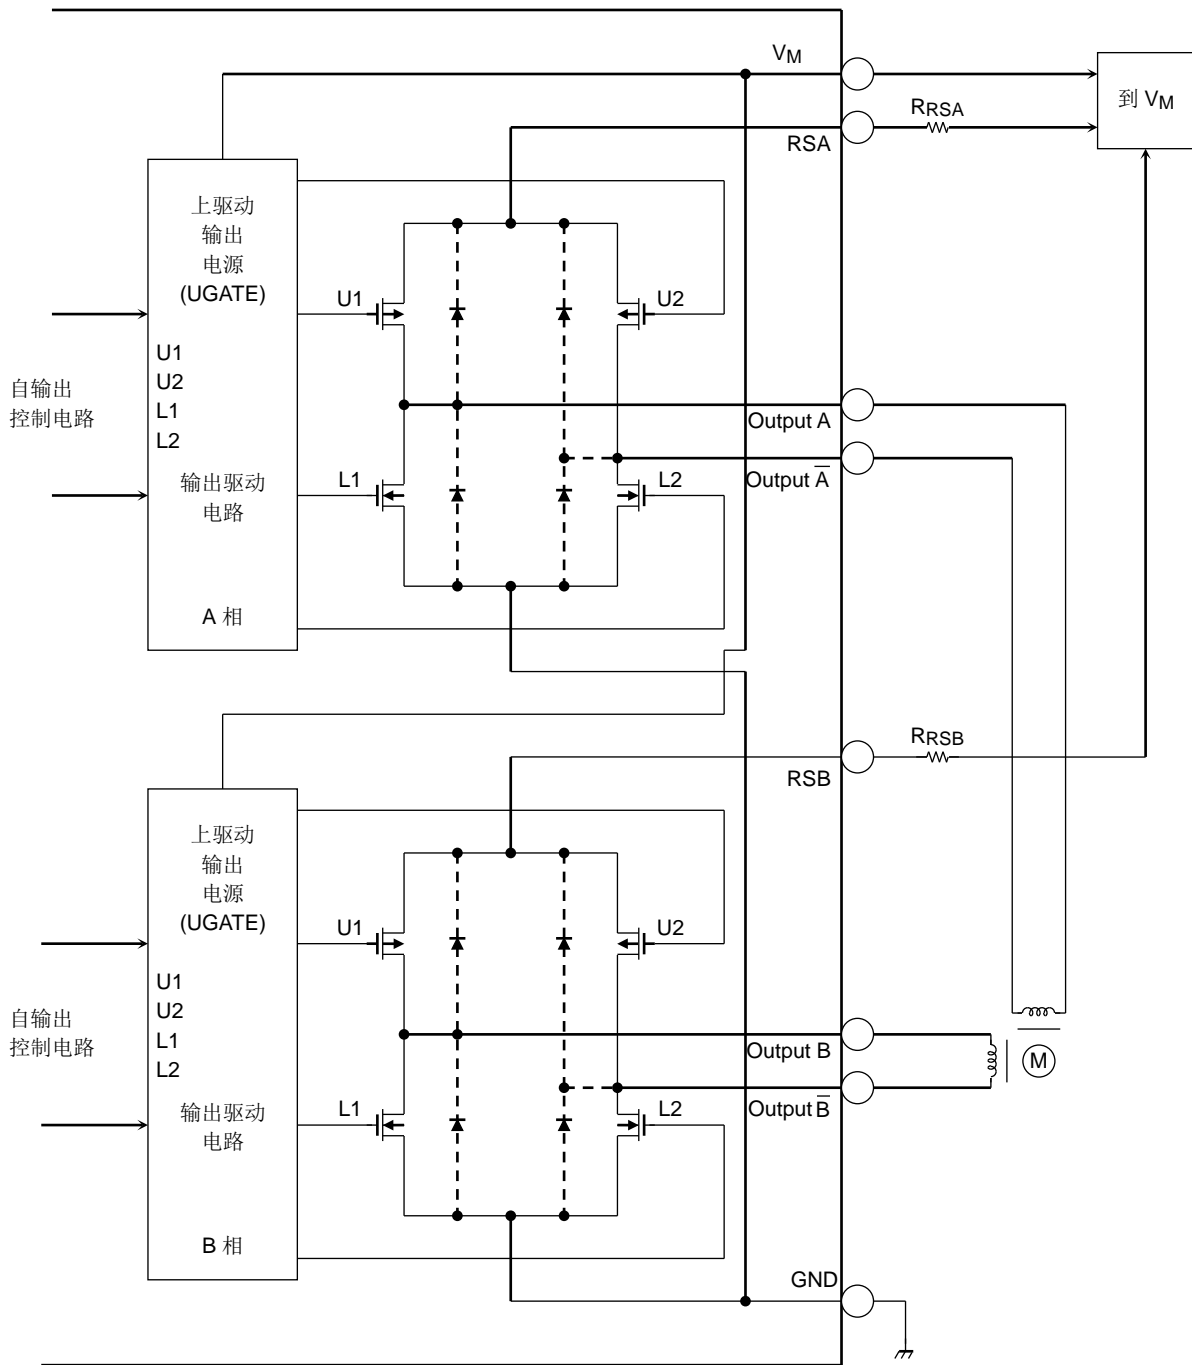 VM
到 VM
RRSA
RSA
上驱动
输出
电源
(UGATE)
U1
U2
U1
U2
L1
L2
自输出
控制电路
Output A
Output A̅
L1
L2
输出驱动
电路
A 相
RRSB
RSB
上驱动
输出
电源
(UGATE)
U1
U2
U1
U2
L1
L2
自输出
控制电路
Output B
M
Output B̅
L1
L2
输出驱动
电路
B 相
GND